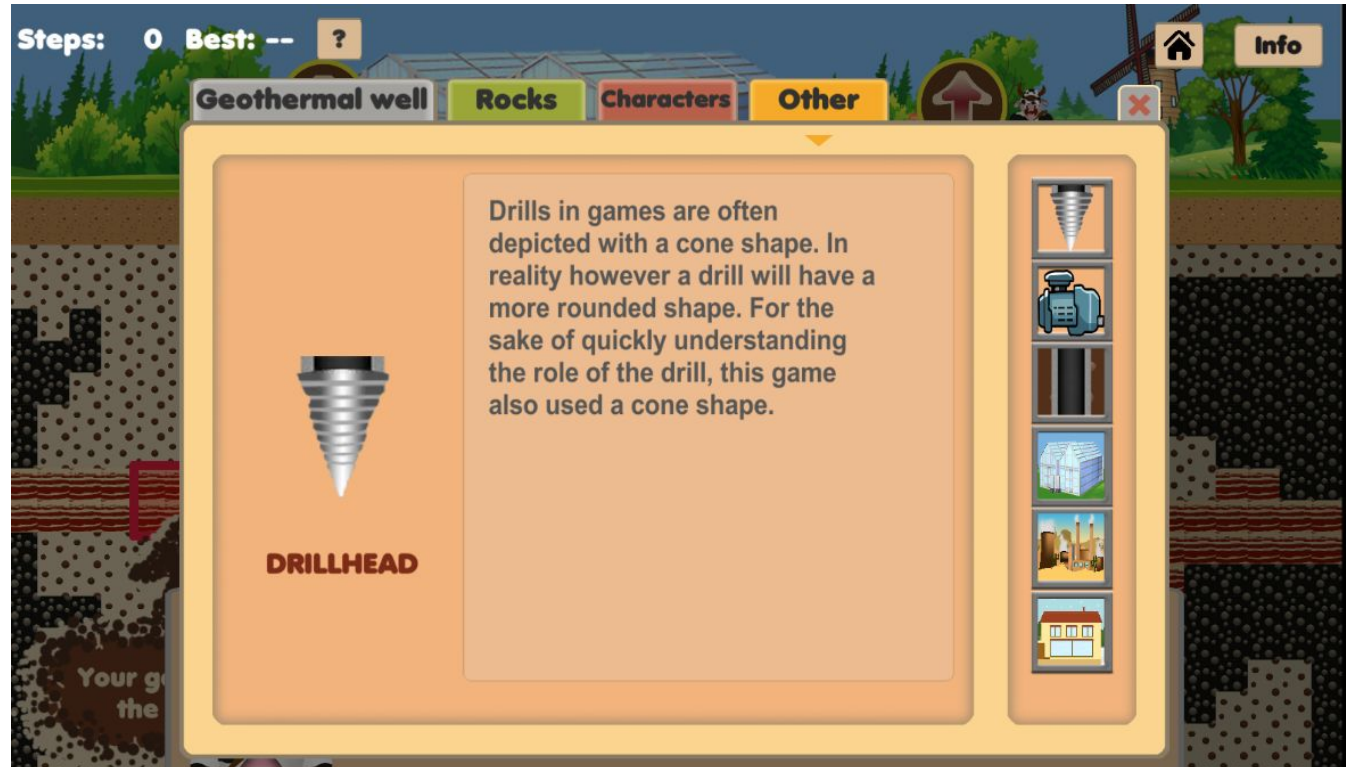 Steps: 0 Best: -- ?
Info
Geothermal well Rocks Characters Other
Drills in games are often
depicted with a cone shape. In
reality however a drill will have a
more rounded shape. For the
sake of quickly understanding
the role of the drill, this game
also used a cone shape.
DRILLHEAD
Your
the